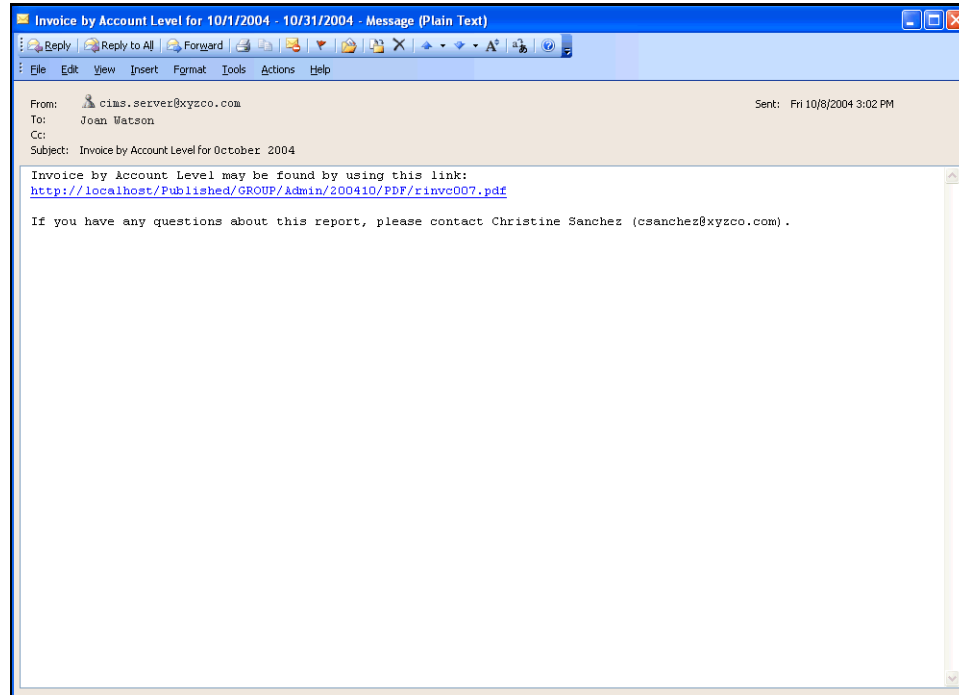 Invoice by Account Level for 10/1/2004 - 10/31/2004 - Message (Plain Text)
Reply Reply to All Forward
File Edit View Insert Format Tools Actions Help
From: cims.server@xyzco.com Sent: Fri 10/8/2004 3:02 PM
To: Joan Watson
Cc:
Subject: Invoice by Account Level for October 2004
Invoice by Account Level may be found by using this link:
http://localhost/Published/GROUP/Admin/200410/PDF/rinvc007.pdf
If you have any questions about this report, please contact Christine Sanchez (csanchez@xyzco.com).